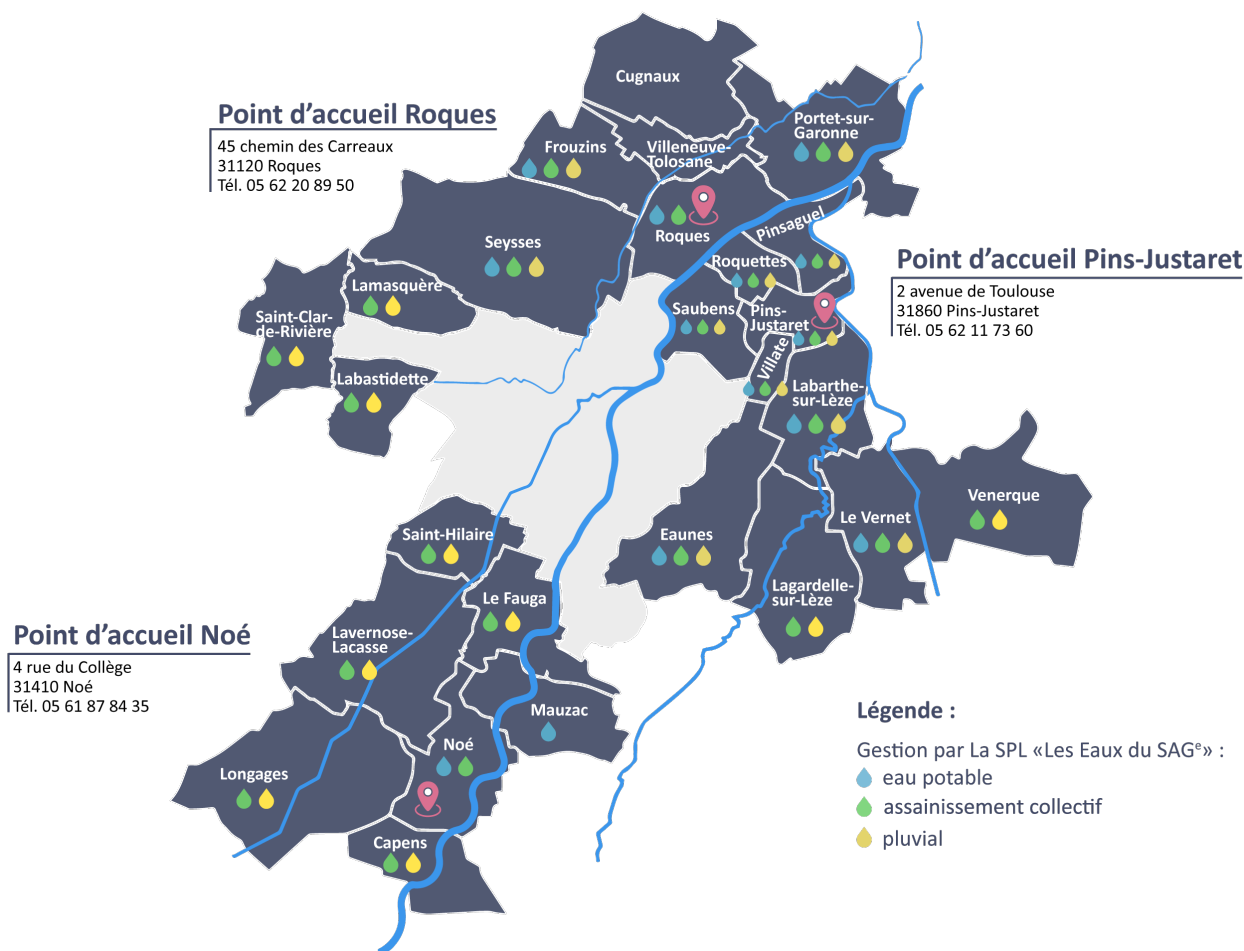 Cugnaux
Point d’accueil Roques
45 chemin des Carreaux
31120 Roques
Tél. 05 62 20 89 50
Portet-sur-
Garonne
Frouzins
Villeneuve-
Tolosane
Roques
Pinsaguel
Seysses
Roquettes
Point d’accueil Pins-Justaret
2 avenue de Toulouse
31860 Pins-Justaret
Tél. 05 62 11 73 60
Lamasquère
Saint-Clar-
de-Rivière
Saubens
Pins-
Justaret
Villate
Labastidette
Labarthe-
sur-Lèze
Venerque
Le Vernet
Saint-Hilaire
Eaunes
Lagardelle-
sur-Lèze
Le Fauga
Point d’accueil Noé
4 rue du Collège
31410 Noé
Tél. 05 61 87 84 35
Lavernose-
Lacasse
Mauzac
Noé
Longages
Capens
Légende :
Gestion par La SPL «Les Eaux du SAGᵉ» :
eau potable
assainissement collectif
pluvial